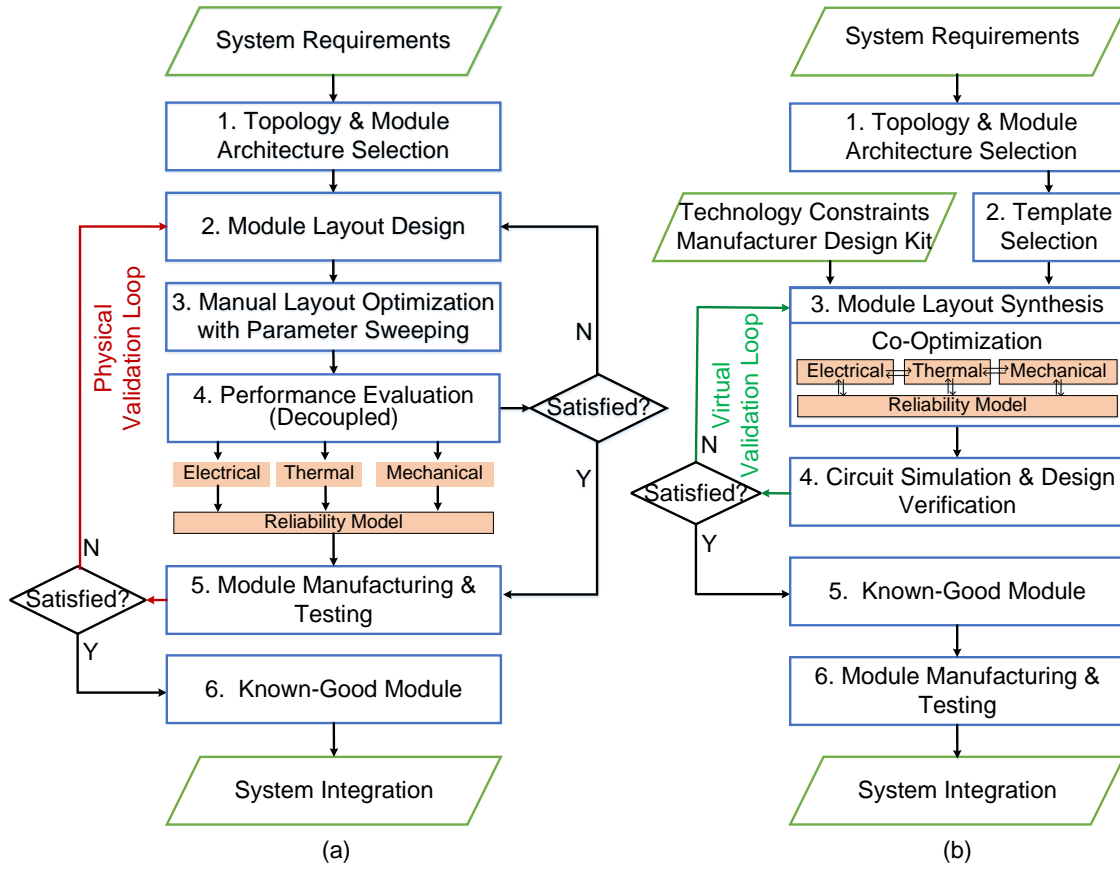 System Requirements
1. Topology & Module
Architecture Selection
2. Module Layout Design
3. Manual Layout Optimization
with Parameter Sweeping
4. Performance Evaluation
(Decoupled)
Electrical
Thermal
Mechanical
Reliability Model
Satisfied?
N
Y
Physical
Validation Loop
5. Module Manufacturing &
Testing
Satisfied?
N
Y
6. Known-Good Module
System Integration
(a)
System Requirements
1. Topology & Module
Architecture Selection
Technology Constraints
Manufacturer Design Kit
2. Template
Selection
3. Module Layout Synthesis
Co-Optimization
Electrical
Thermal
Mechanical
Reliability Model
Virtual
Validation Loop
N
Satisfied?
Y
4. Circuit Simulation & Design
Verification
5. Known-Good Module
6. Module Manufacturing &
Testing
System Integration
(b)